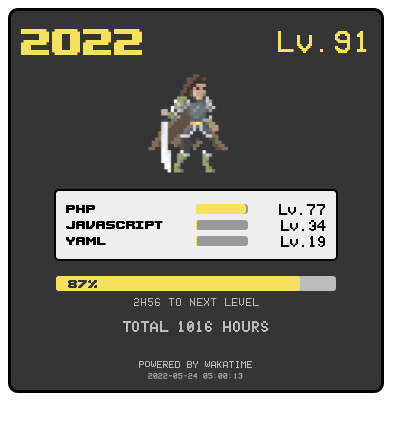 2022 Lv.91
PHP Lv.77
JAVASCRIPT Lv.34
YAML Lv.19
87%
2H56 TO NEXT LEVEL
TOTAL 1016 HOURS
POWERED BY WAKATIME
2022-05-24 05:00:13